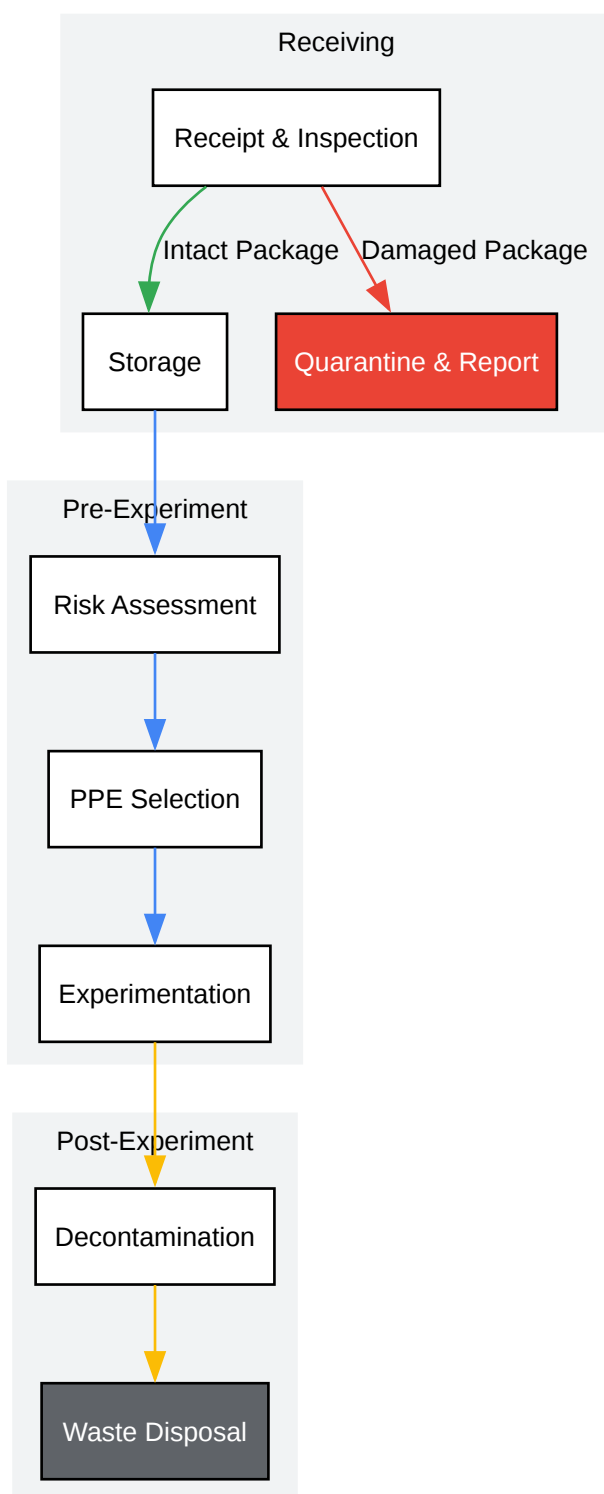 Receiving
Receipt & Inspection
Intact Package
Damaged Package
Storage
Quarantine & Report
Pre-Experiment
Risk Assessment
PPE Selection
Experimentation
Post-Experiment
Decontamination
Waste Disposal